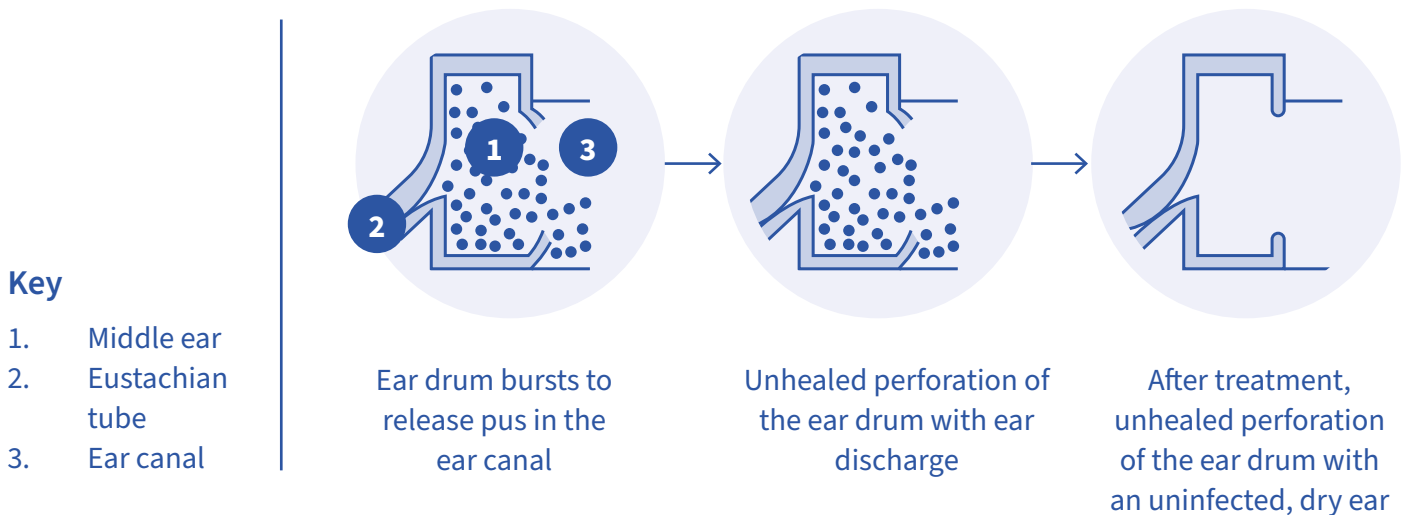 1
3
2
Key
1. Middle ear
2. Eustachian
tube
3. Ear canal
Ear drum bursts to
release pus in the
ear canal
Unhealed perforation of
the ear drum with ear
discharge
After treatment,
unhealed perforation
of the ear drum with
an uninfected, dry ear